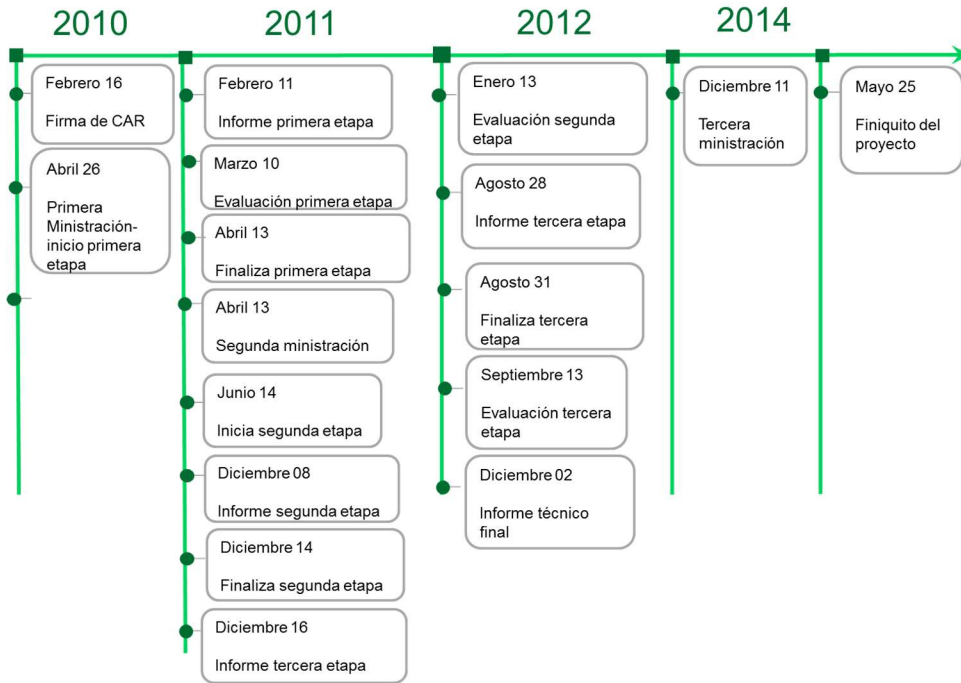 2010
2011
2012
2014
Febrero 16
Firma de CAR
Abril 26
Primera
Ministración-
inicio primera
etapa
Febrero 11
Informe primera etapa
Marzo 10
Evaluación primera etapa
Abril 13
Finaliza primera etapa
Abril 13
Segunda ministración
Junio 14
Inicia segunda etapa
Diciembre 08
Informe segunda etapa
Diciembre 14
Finaliza segunda etapa
Diciembre 16
Informe tercera etapa
Enero 13
Evaluación segunda
etapa
Agosto 28
Informe tercera etapa
Agosto 31
Finaliza tercera
etapa
Septiembre 13
Evaluación tercera
etapa
Diciembre 02
Informe técnico
final
Diciembre 11
Tercera
ministración
Mayo 25
Finiquito del
proyecto